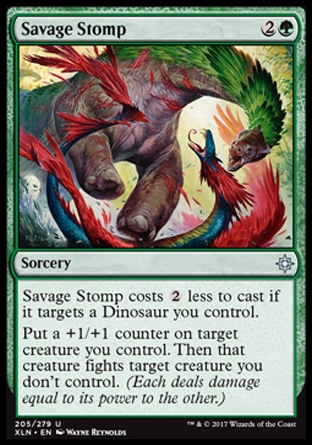 Savage Stomp 2
Sorcery
Savage Stomp costs 2 less to cast if
it targets a Dinosaur you control.
Put a +1/+1 counter on target
creature you control. Then that
creature fights target creature you
don't control. (Each deals damage
equal to its power to the other.)
205/279 U
XLN • EN WAYNE REYNOLDS
™ & © 2017 Wizards of the Coast